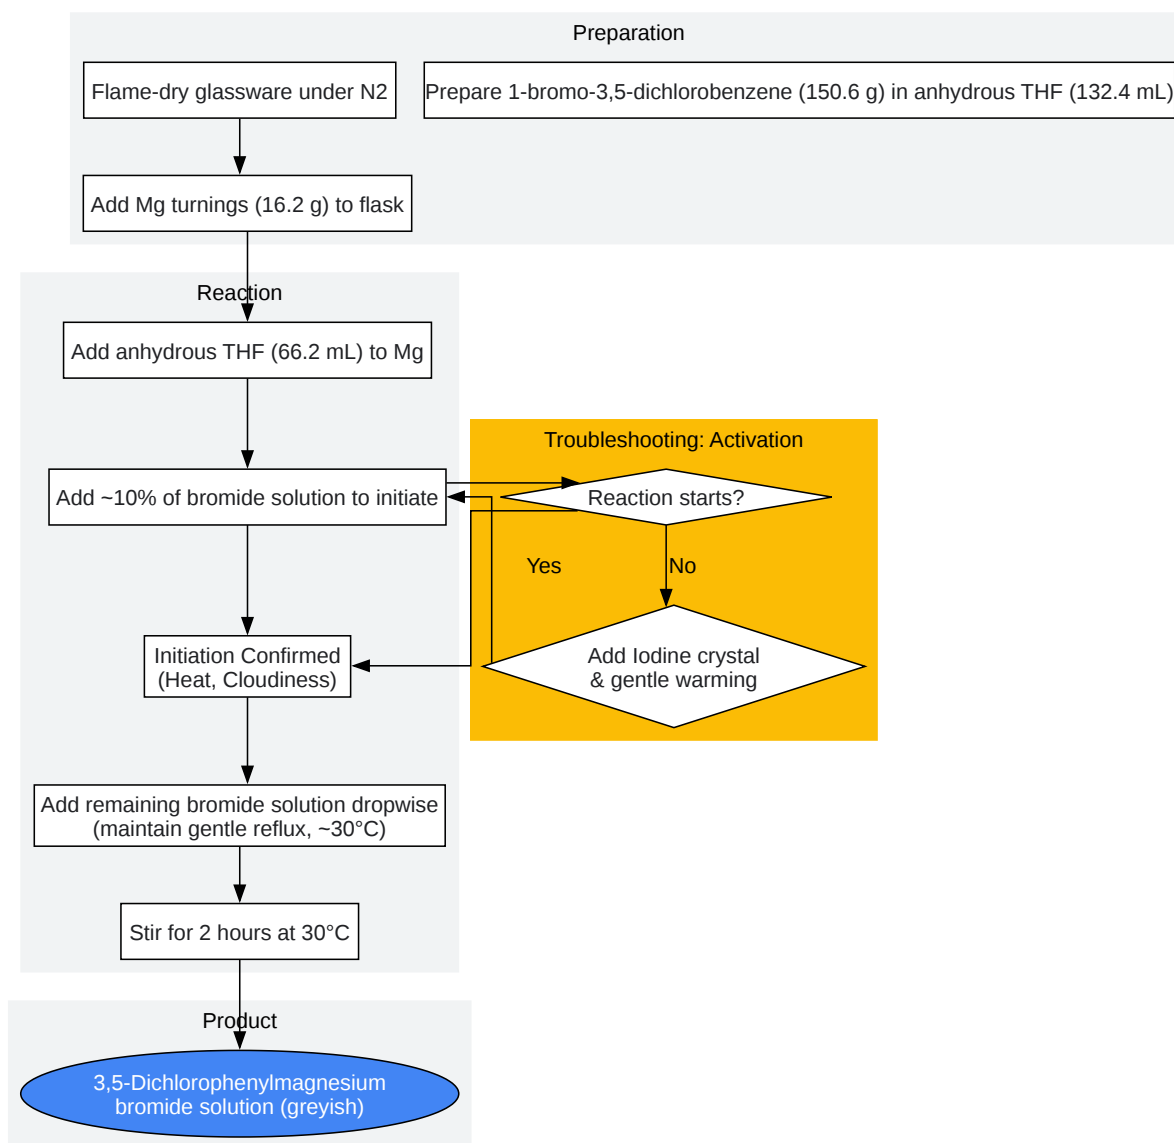 Preparation
Flame-dry glassware under N2
Prepare 1-bromo-3,5-dichlorobenzene (150.6 g) in anhydrous THF (132.4 mL)
Add Mg turnings (16.2 g) to flask
Reaction
Add anhydrous THF (66.2 mL) to Mg
Troubleshooting: Activation
Add ~10% of bromide solution to initiate
Reaction starts?
Yes
No
Initiation Confirmed
(Heat, Cloudiness)
Add Iodine crystal
& gentle warming
Add remaining bromide solution dropwise
(maintain gentle reflux, ~30°C)
Stir for 2 hours at 30°C
Product
3,5-Dichlorophenylmagnesium
bromide solution (greyish)